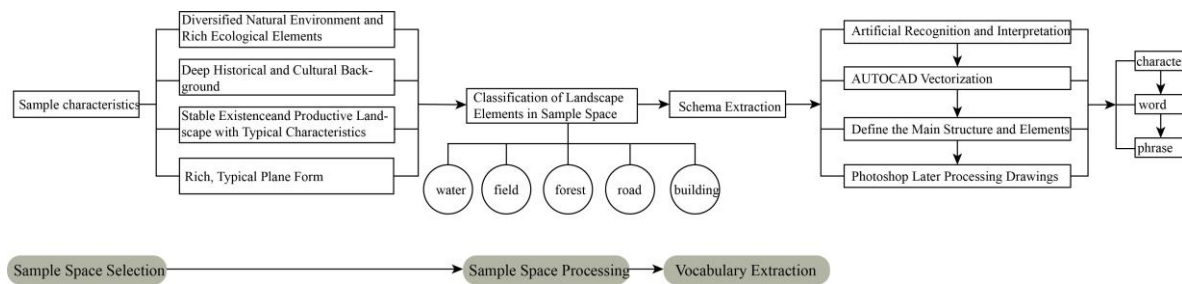 Sample characteristics
Diversified Natural Environment and
Rich Ecological Elements
Deep Historical and Cultural Back-
ground
Stable Existenceand Productive Land-
scape with Typical Characteristics
Rich, Typical Plane Form
Classification of Landscape
Elements in Sample Space
water
field
forest
road
building
Schema Extraction
Artificial Recognition and Interpretation
AUTOCAD Vectorization
Define the Main Structure and Elements
Photoshop Later Processing Drawings
character
word
phrase
Sample Space Selection
Sample Space Processing
Vocabulary Extraction